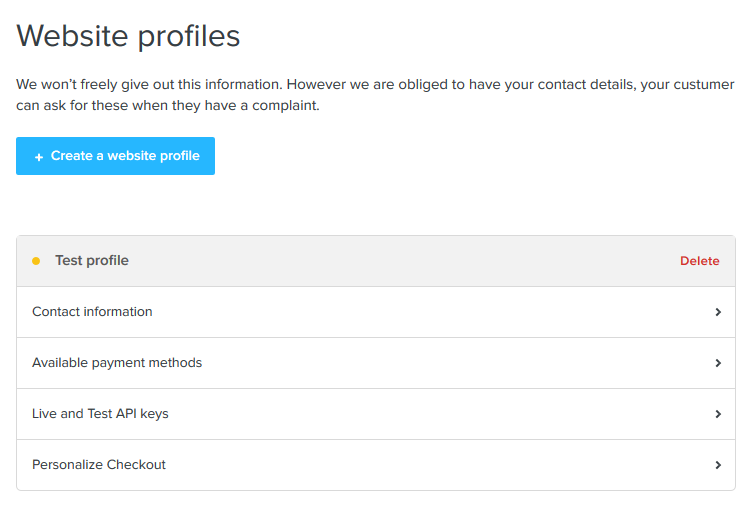 Website profiles
We won't freely give out this information. However we are obliged to have your contact details, your custumer
can ask for these when they have a complaint.
+ Create a website profile
Test profile Delete
Contact information
Available payment methods
Live and Test API keys
Personalize Checkout